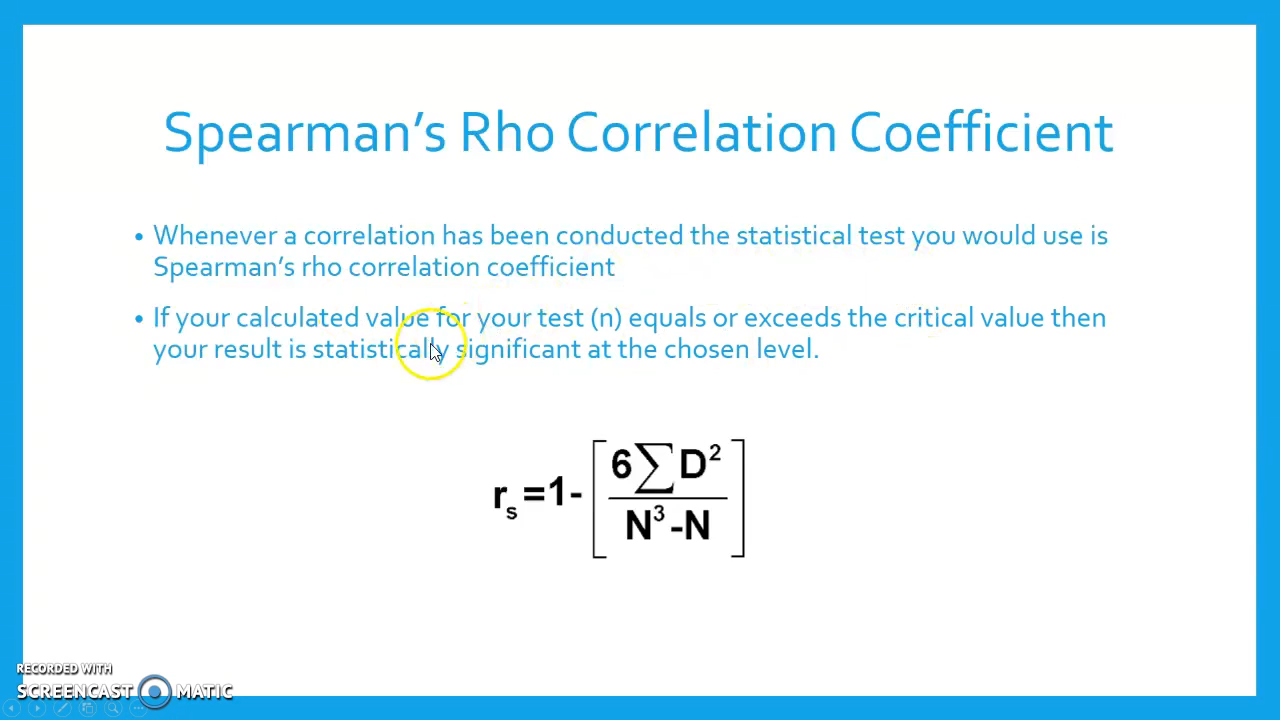 Spearman's Rho Correlation Coefficient
• Whenever a correlation has been conducted the statistical test you would use is
Spearman's rho correlation coefficient
• If your calculated value for your test (n) equals or exceeds the critical value then
your result is statistically significant at the chosen level.
rₛ=1-[6∑D²/N³-N]
RECORDED WITH
SCREENCAST MATIC